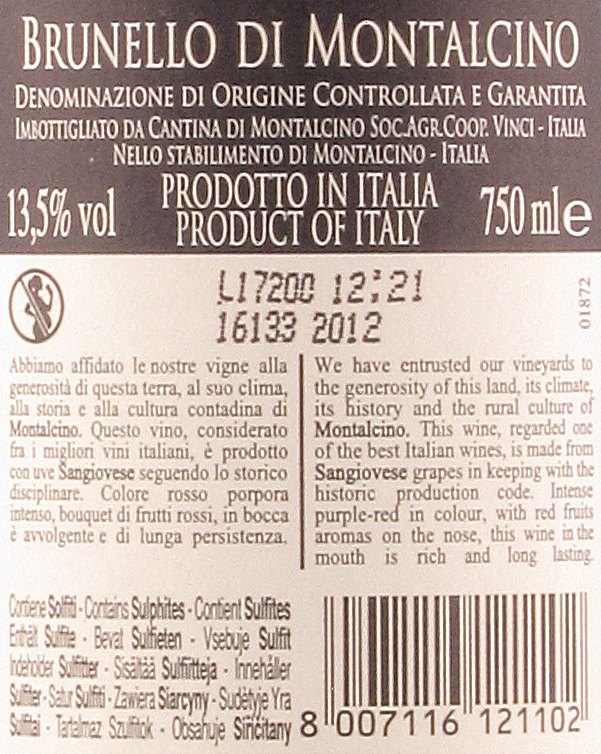 BRUNELLO DI MONTALCINO
DENOMINAZIONE DI ORIGINE CONTROLLATA E GARANTITA
IMBOTTIGLIATO DA CANTINA DI MONTALCINO SOC.AGR.COOP. VINCI - ITALIA
NELLO STABILIMENTO DI MONTALCINO - ITALIA
13,5% vol
PRODOTTO IN ITALIA
PRODUCT OF ITALY
750 ml e
L17200 12:21
16133 2012
01872
Abbiamo affidato le nostre vigne alla
generosità di questa terra, al suo clima,
alla storia e alla cultura contadina di
Montalcino. Questo vino, considerato
fra i migliori vini italiani, è prodotto
con uve Sangiovese seguendo lo storico
disciplinare. Colore rosso porpora
intenso, bouquet di frutti rossi, in bocca
è avvolgente e di lunga persistenza.
We have entrusted our vineyards to
the generosity of this land, its climate,
its history and the rural culture of
Montalcino. This wine, regarded one
of the best Italian wines, is made from
Sangiovese grapes in keeping with the
historic production code. Intense
purple-red in colour, with red fruits
aromas on the nose, this wine in the
mouth is rich and long lasting.
Contiene Solfiti - Contains Sulphites - Contient Sulfites
Enthält Sulfite - Bevat Sulfieten - Vsebuje Sulfit
Indeholder Sulfitter - Sisältää Sulfiitteja - Innehåller
Sulfiter - Satur Sulfiti - Zawiera Siarczyny - Sudėtyje Yra
Sulfitai - Tartalmaz Szulfitok - Obsahuje Siřičitany
8 007116 121102